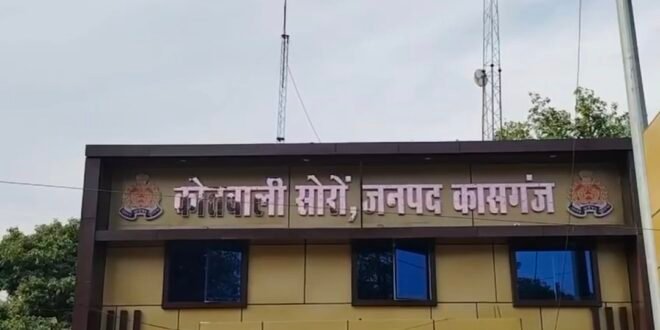 कोतवाली सोरों, जनपद कासगंज